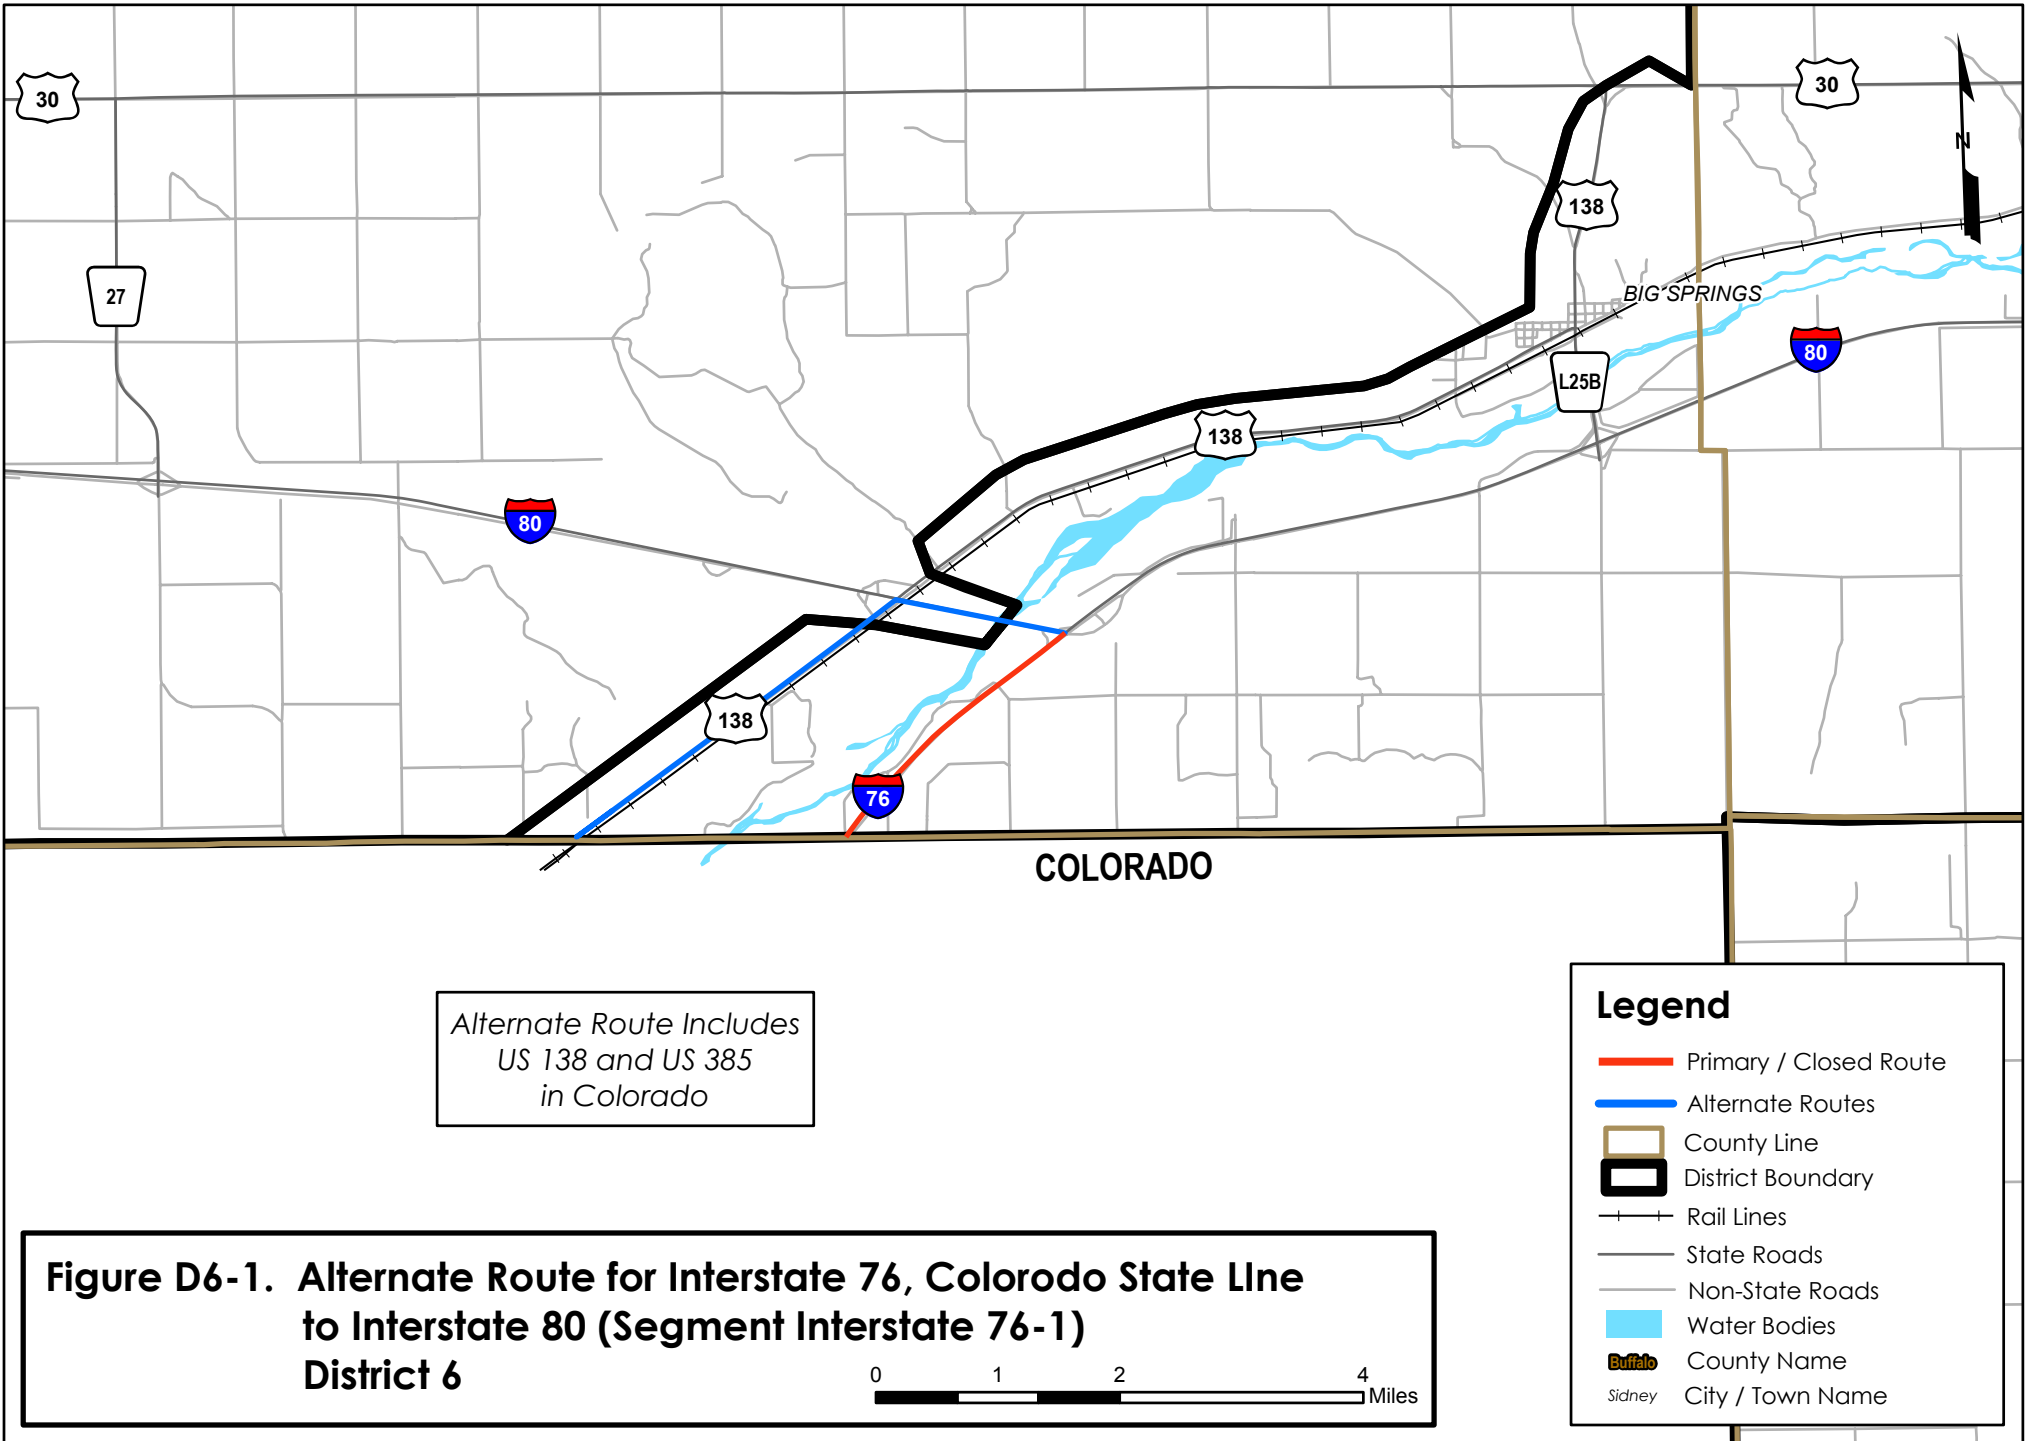 30
30
N
138
27
BIG SPRINGS
80
L25B
138
80
138
76
COLORADO
Alternate Route Includes
US 138 and US 385
in Colorado
Legend
Primary / Closed Route
Alternate Routes
County Line
District Boundary
Rail Lines
State Roads
Non-State Roads
Water Bodies
Buffalo County Name
Sidney City / Town Name
Figure D6-1. Alternate Route for Interstate 76, Colorodo State LIne
to Interstate 80 (Segment Interstate 76-1)
District 6
0 1 2 4
Miles